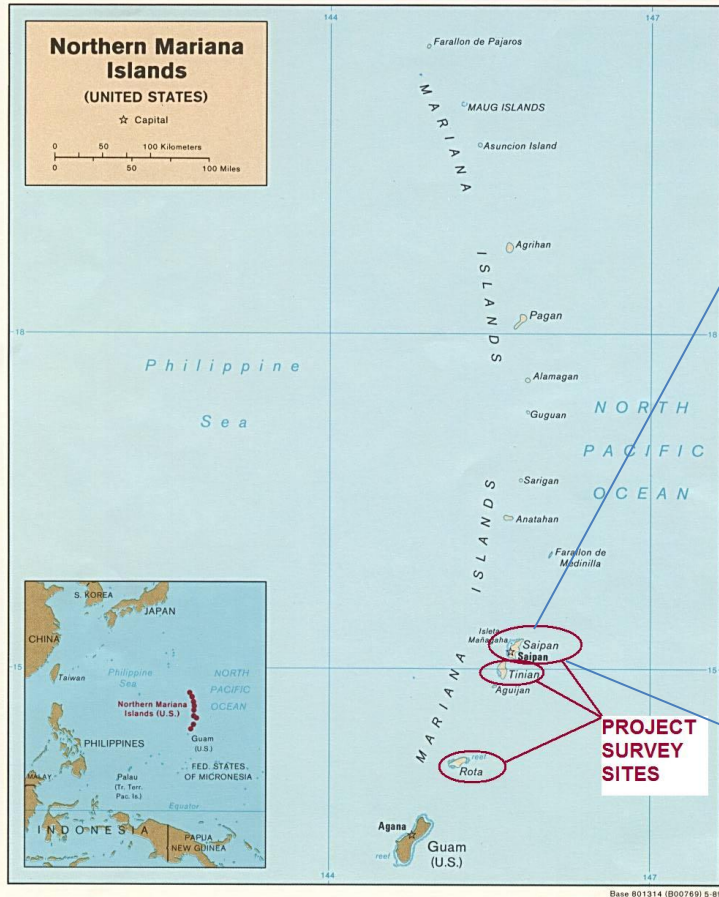 144
147
Northern Mariana
Islands
(UNITED STATES)
☆ Capital
0 50 100 Kilometers
0 50 100 Miles
Farallon de Pajaros
MAUG ISLANDS
Asuncion Island
MARIANA
ISLANDS
Agrihan
Pagan
18
18
Philippine
Sea
Alamagan
Guguan
NORTH
PACIFIC
OCEAN
Sarigan
Anatahan
ISLANDS
Farallon de
Medinilla
MARIANA
Isleta
Mañagaha
Saipan
Saipan
15
15
Tinian
Aguijan
PROJECT
SURVEY
SITES
reef
Rota
Agana
Guam
(U.S.)
reef
144
147
S. KOREA
JAPAN
CHINA
Taiwan
Philippine
Sea
NORTH
PACIFIC
OCEAN
Northern Mariana
Islands (U.S.)
Guam
(U.S.)
PHILIPPINES
FED. STATES
OF MICRONESIA
MALAY.
Palau
(Tr. Terr.
Pac. Is.)
Equator
INDONESIA
PAPUA
NEW GUINEA
Base 801314 (B00769) 5-89